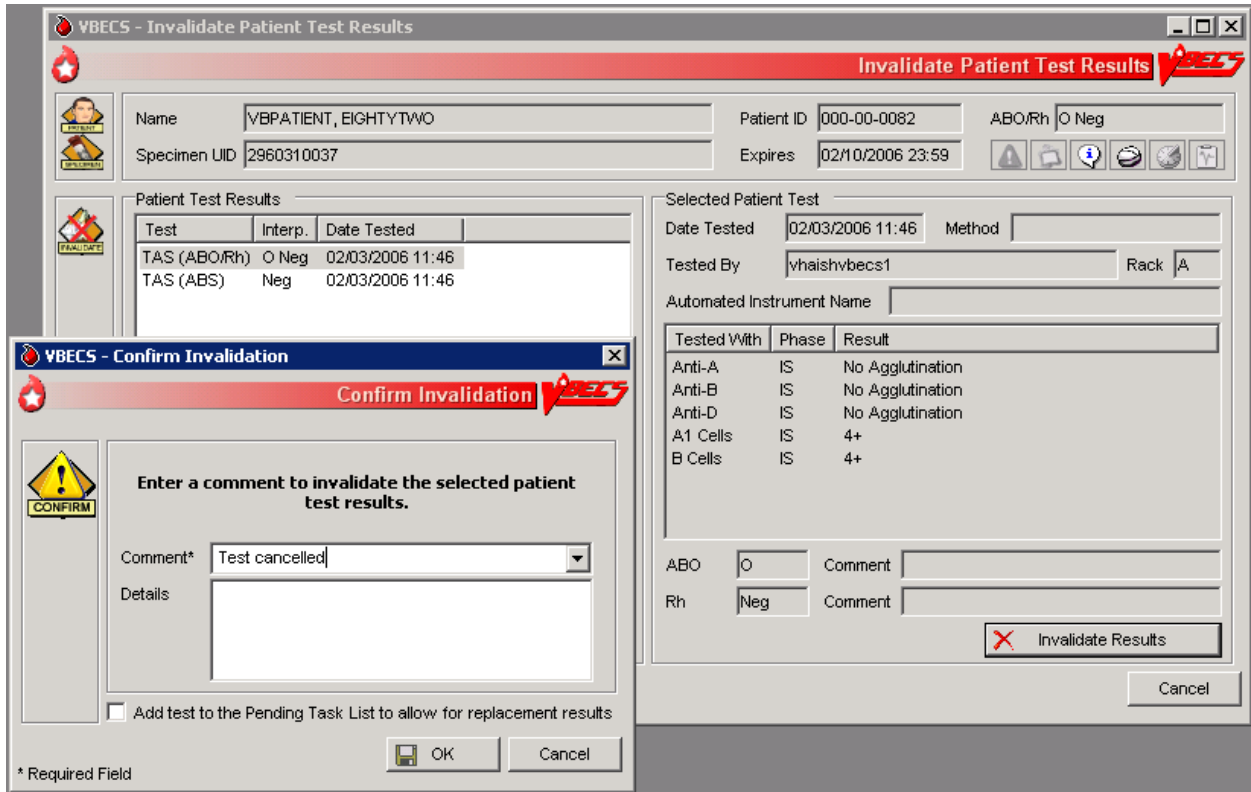 VBECS - Invalidate Patient Test Results
Invalidate Patient Test Results VBECS
PATIENT
SPECIMEN
Name VBPATIENT, EIGHTYTWO Patient ID 000-00-0082 ABO/Rh O Neg
Specimen UID 2960310037 Expires 02/10/2006 23:59
INVALIDATE
Patient Test Results
Test Interp. Date Tested
TAS (ABO/Rh) O Neg 02/03/2006 11:46
TAS (ABS) Neg 02/03/2006 11:46
Selected Patient Test
Date Tested 02/03/2006 11:46 Method
Tested By vhaishvbecs1 Rack A
Automated Instrument Name
Tested With Phase Result
Anti-A IS No Agglutination
Anti-B IS No Agglutination
Anti-D IS No Agglutination
A1 Cells IS 4+
B Cells IS 4+
ABO O Comment
Rh Neg Comment
Invalidate Results
Cancel
VBECS - Confirm Invalidation
Confirm Invalidation VBECS
CONFIRM
Enter a comment to invalidate the selected patient
test results.
Comment* Test cancelled
Details
Add test to the Pending Task List to allow for replacement results
OK Cancel
* Required Field